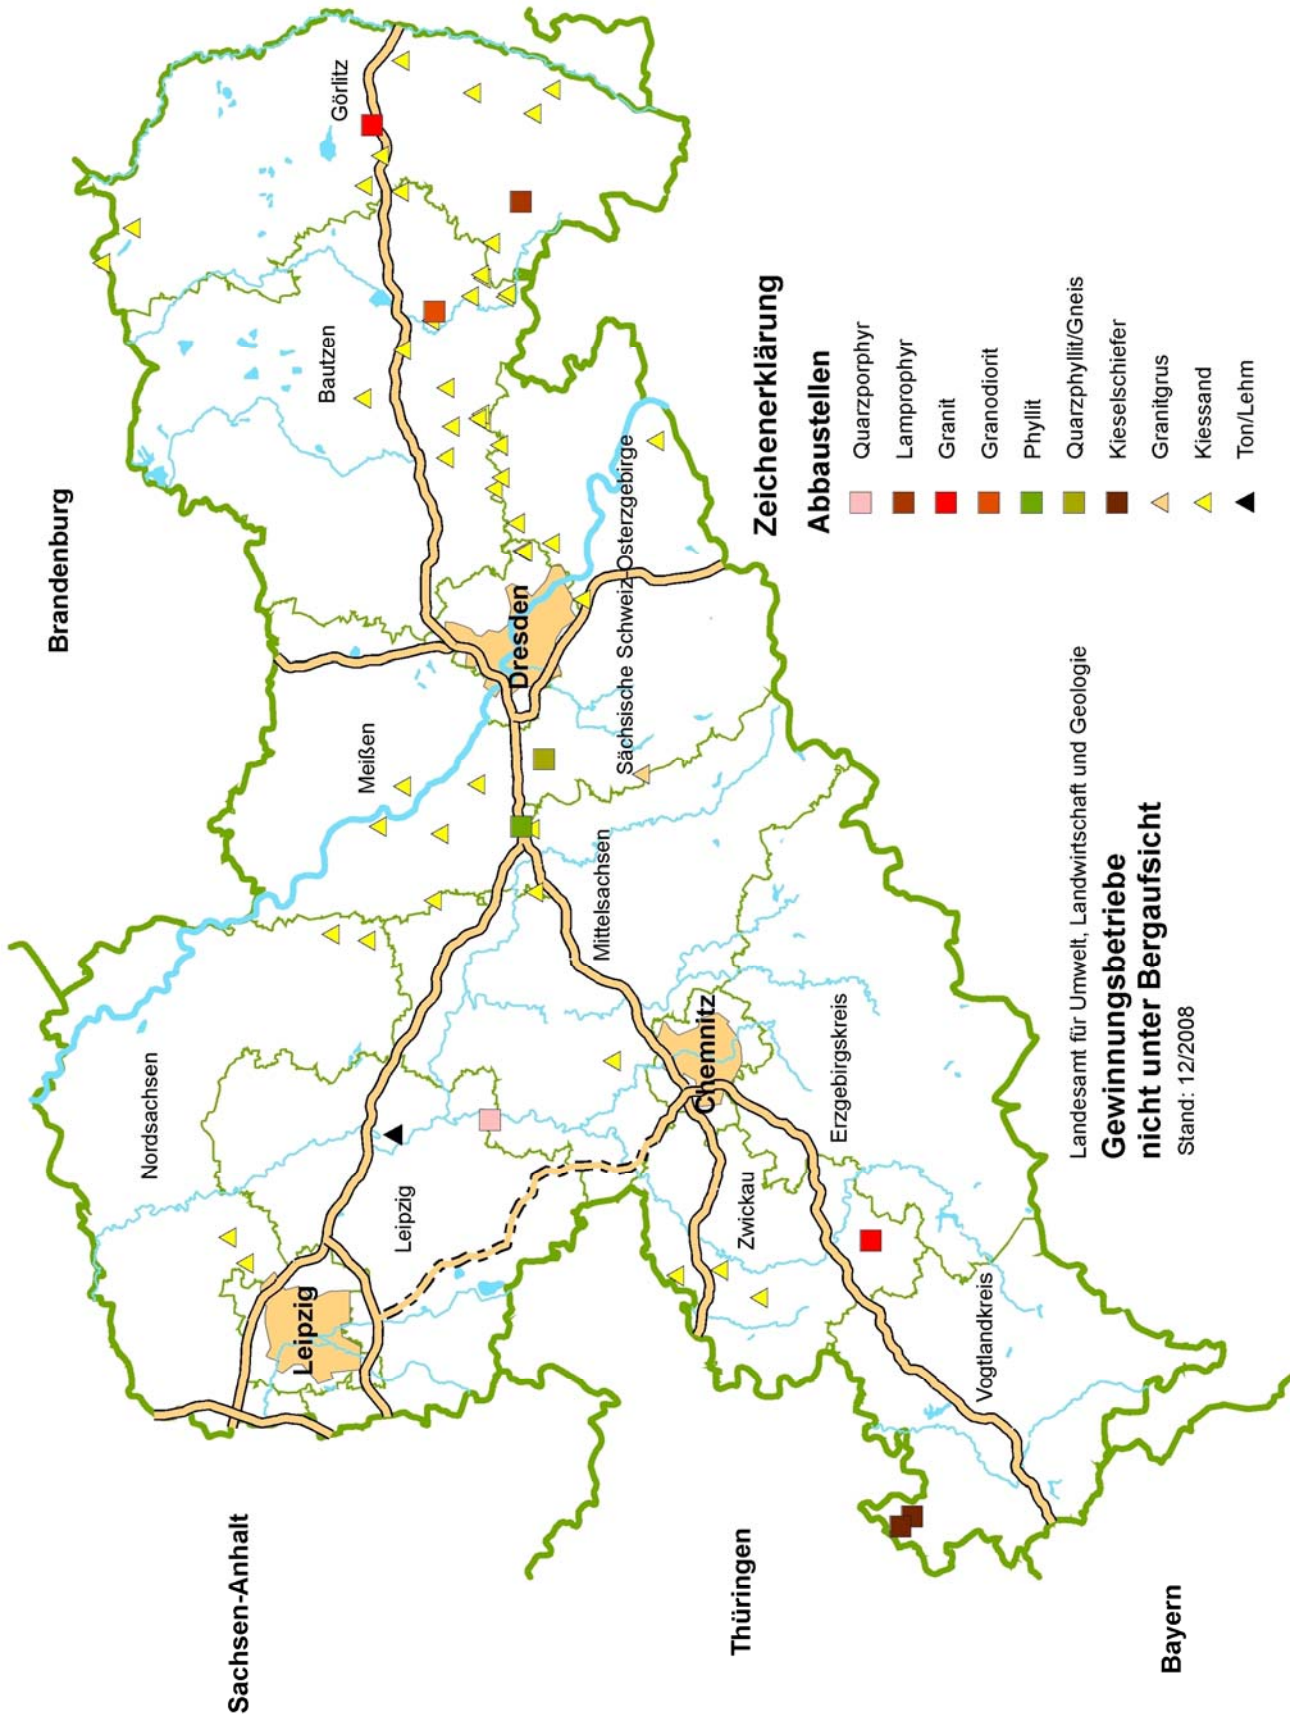 Brandenburg
Sachsen-Anhalt
Thüringen
Bayern
Nordsachsen
Leipzig
Leipzig
Meißen
Bautzen
Görlitz
Dresden
Sächsische Schweiz-Osterzgebirge
Mittelsachsen
Chemnitz
Zwickau
Erzgebirgskreis
Vogtlandkreis
Zeichenerklärung
Abbaustellen
Quarzporphyr
Lamprophyr
Granit
Granodiorit
Phyllit
Quarzphyllit/Gneis
Kieselschiefer
Granitgrus
Kiessand
Ton/Lehm
Landesamt für Umwelt, Landwirtschaft und Geologie
Gewinnungsbetriebe
nicht unter Bergaufsicht
Stand: 12/2008